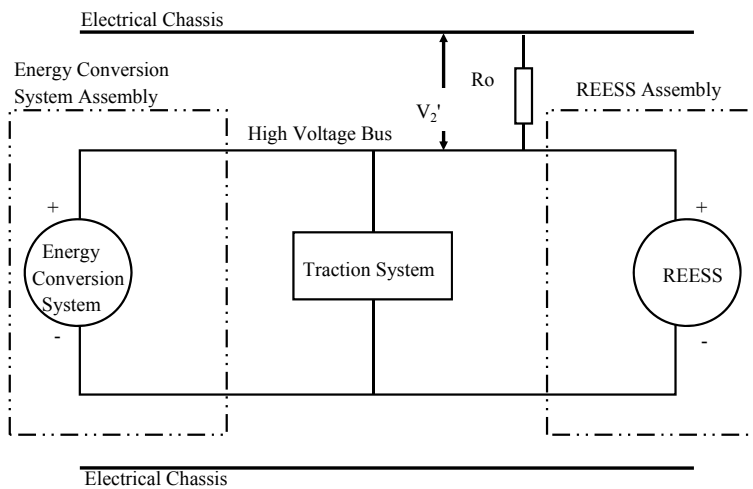 Electrical Chassis
Energy Conversion
System Assembly
Ro
REESS Assembly
V2'
High Voltage Bus
+
+
Energy
Conversion
System
Traction System
REESS
-
-
Electrical Chassis